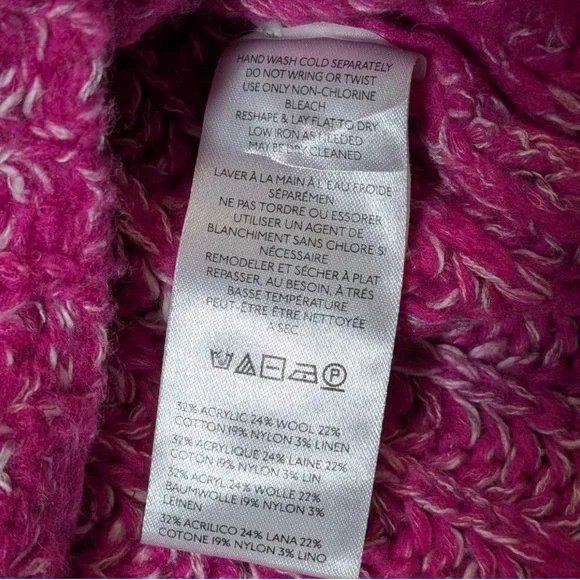 HAND WASH COLD SEPARATELY
DO NOT WRING OR TWIST
USE ONLY NON-CHLORINE
BLEACH
RESHAPE & LAY FLAT TO DRY
LOW IRON AS NEEDED
MAY BE DRY CLEANED
LAVER À LA MAIN À L'EAU FROIDE
SÉPARÉMEN
NE PAS TORDRE OU ESSORER
UTILISER UN AGENT DE
BLANCHIMENT SANS CHLORE SI
NÉCESSAIRE
REMODELER ET SÉCHER À PLAT
REPASSER, AU BESOIN, À TRÉS
BASSE TEMPÉRATURE
PEUT-ÊTRE ÊTRE NETTOYÉE
A SEC
P
32% ACRYLIC 24% WOOL 22%
COTTON 19% NYLON 3% LINEN
32% ACRYLIQUE 24% LAINE 22%
COTON 19% NYLON 3% LIN
32% ACRYL 24% WOLLE 22%
BAUMWOLLE 19% NYLON 3%
LEINEN
32% ACRILICO 24% LANA 22%
COTONE 19% NYLON 3% LINO